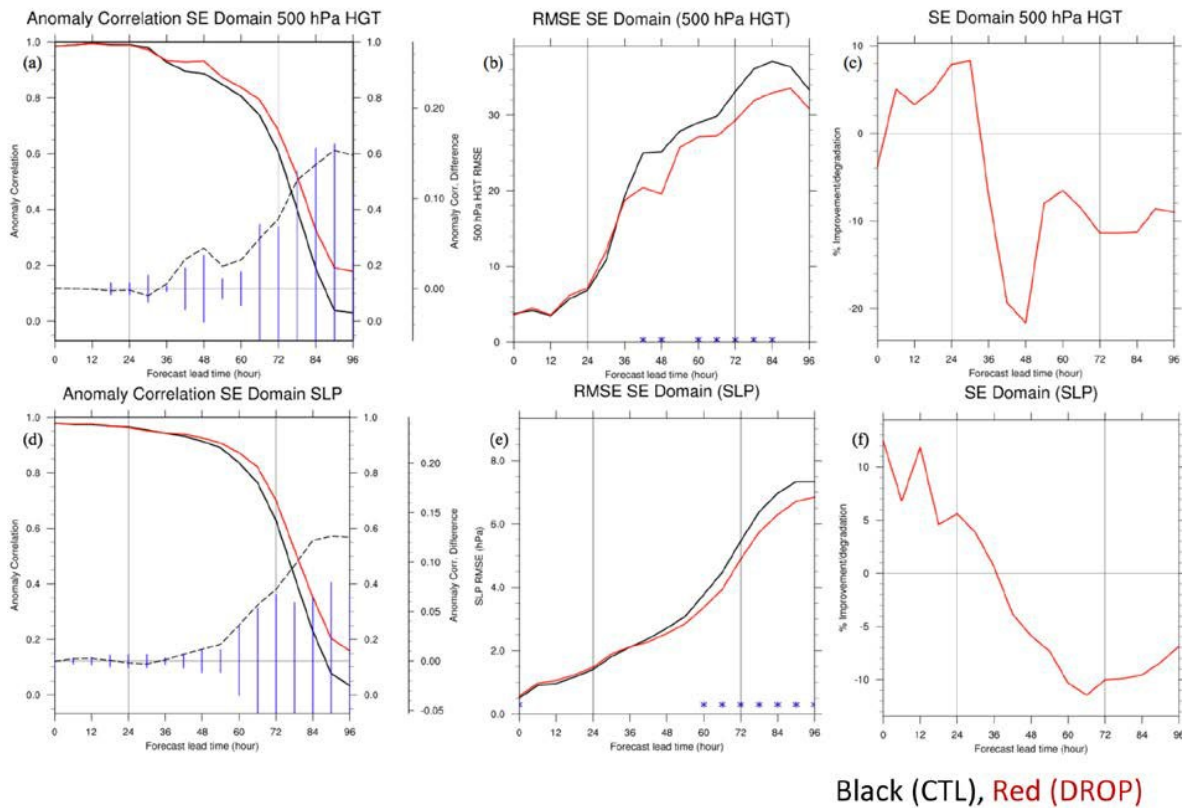 Anomaly Correlation SE Domain 500 hPa HGT
(a)
1.0
0.8
0.6
0.4
0.2
0.0
Anomaly Correlation
1.0
0.8
0.6
0.4
0.2
0.0
0.20
0.10
0.00
Anomaly Corr. Difference
0 12 24 36 48 60 72 84 96
Forecast lead time (hour)
RMSE SE Domain (500 hPa HGT)
(b)
30
20
10
0
500 hPa HGT RMSE
0 12 24 36 48 60 72 84 96
Forecast lead time (hour)
SE Domain 500 hPa HGT
(c)
10
0
-10
-20
% Improvement/degradation
0 12 24 36 48 60 72 84 96
Forecast lead time (hour)
Anomaly Correlation SE Domain SLP
(d)
1.0
0.8
0.6
0.4
0.2
0.0
Anomaly Correlation
1.0
0.8
0.6
0.4
0.2
0.0
0.20
0.15
0.10
0.05
0.00
-0.05
Anomaly Corr. Difference
0 12 24 36 48 60 72 84 96
Forecast lead time (hour)
RMSE SE Domain (SLP)
(e)
8.0
6.0
4.0
2.0
0.0
SLP RMSE (hPa)
0 12 24 36 48 60 72 84 96
Forecast lead time (hour)
SE Domain (SLP)
(f)
10
5
0
-5
-10
% Improvement/degradation
0 12 24 36 48 60 72 84 96
Forecast lead time (hour)
Black (CTL), Red (DROP)